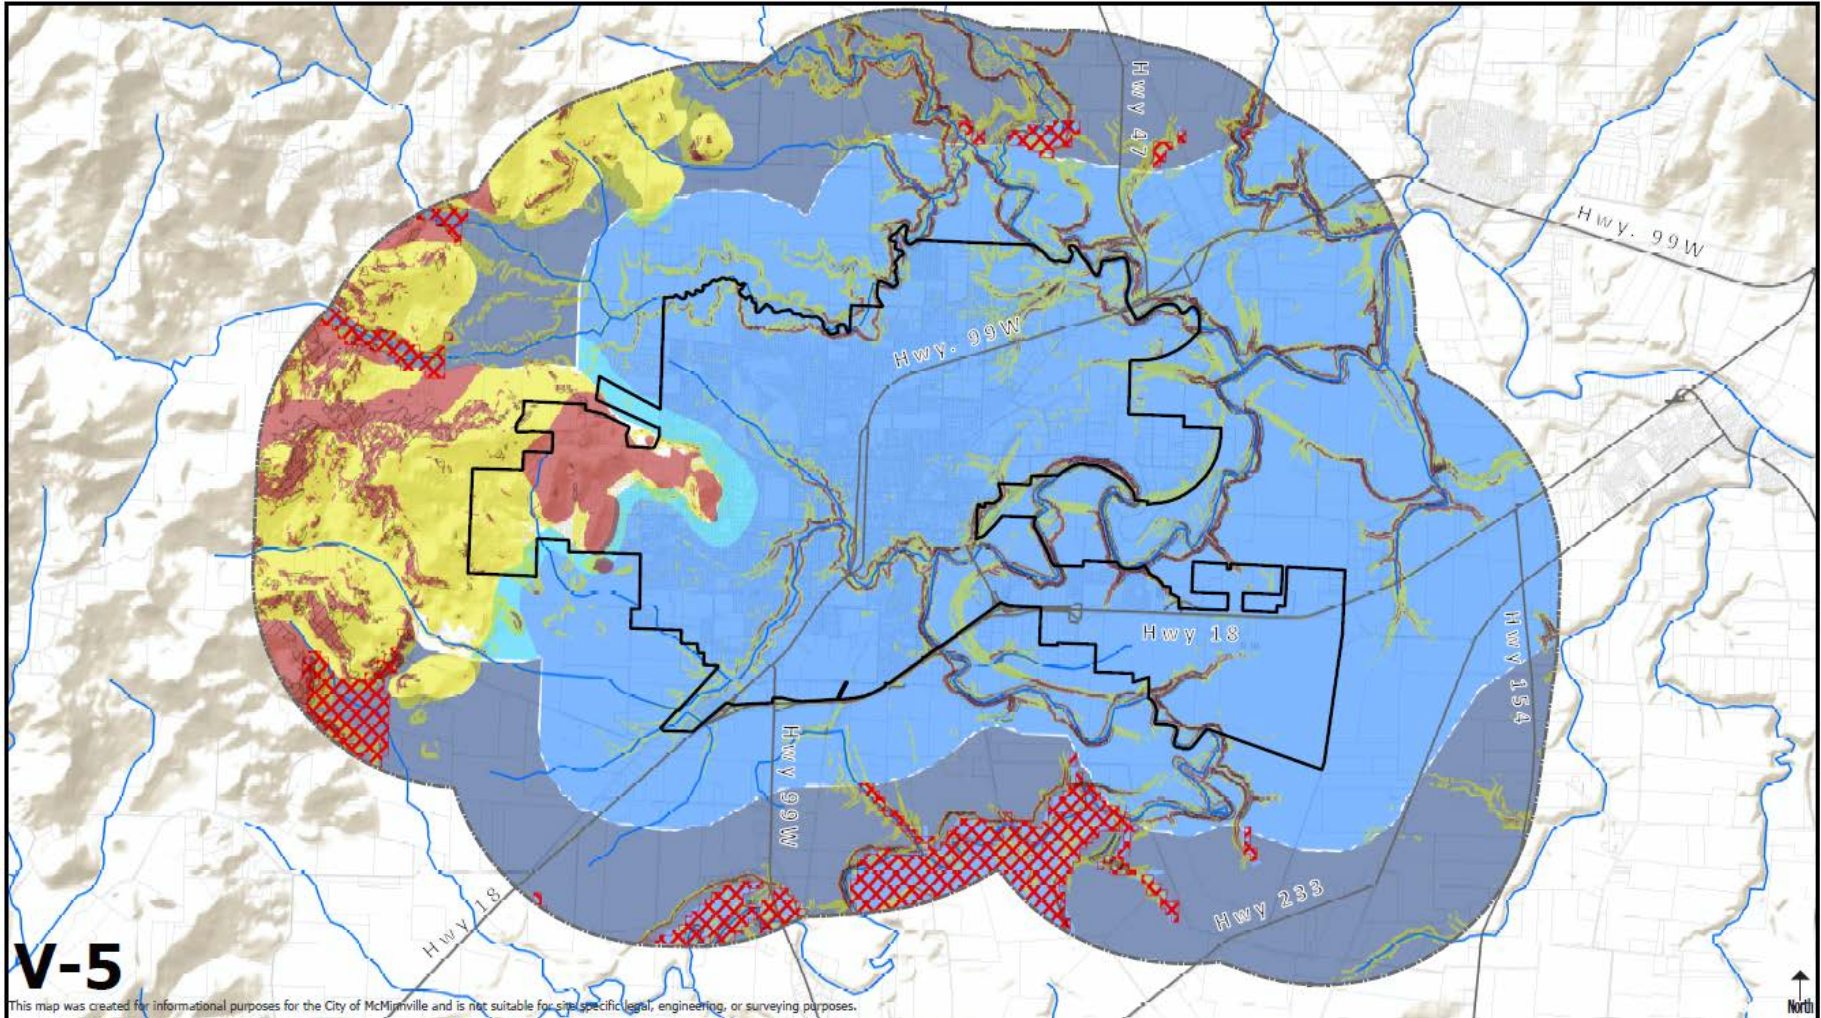 Hwy 47
Hwy. 99W
Hwy. 99W
Hwy 18
Hwy 154
Hwy 99W
Hwy 233
Hwy 18
V-5
This map was created for informational purposes for the City of McMinnville and is not suitable for site specific legal, engineering, or surveying purposes.
North